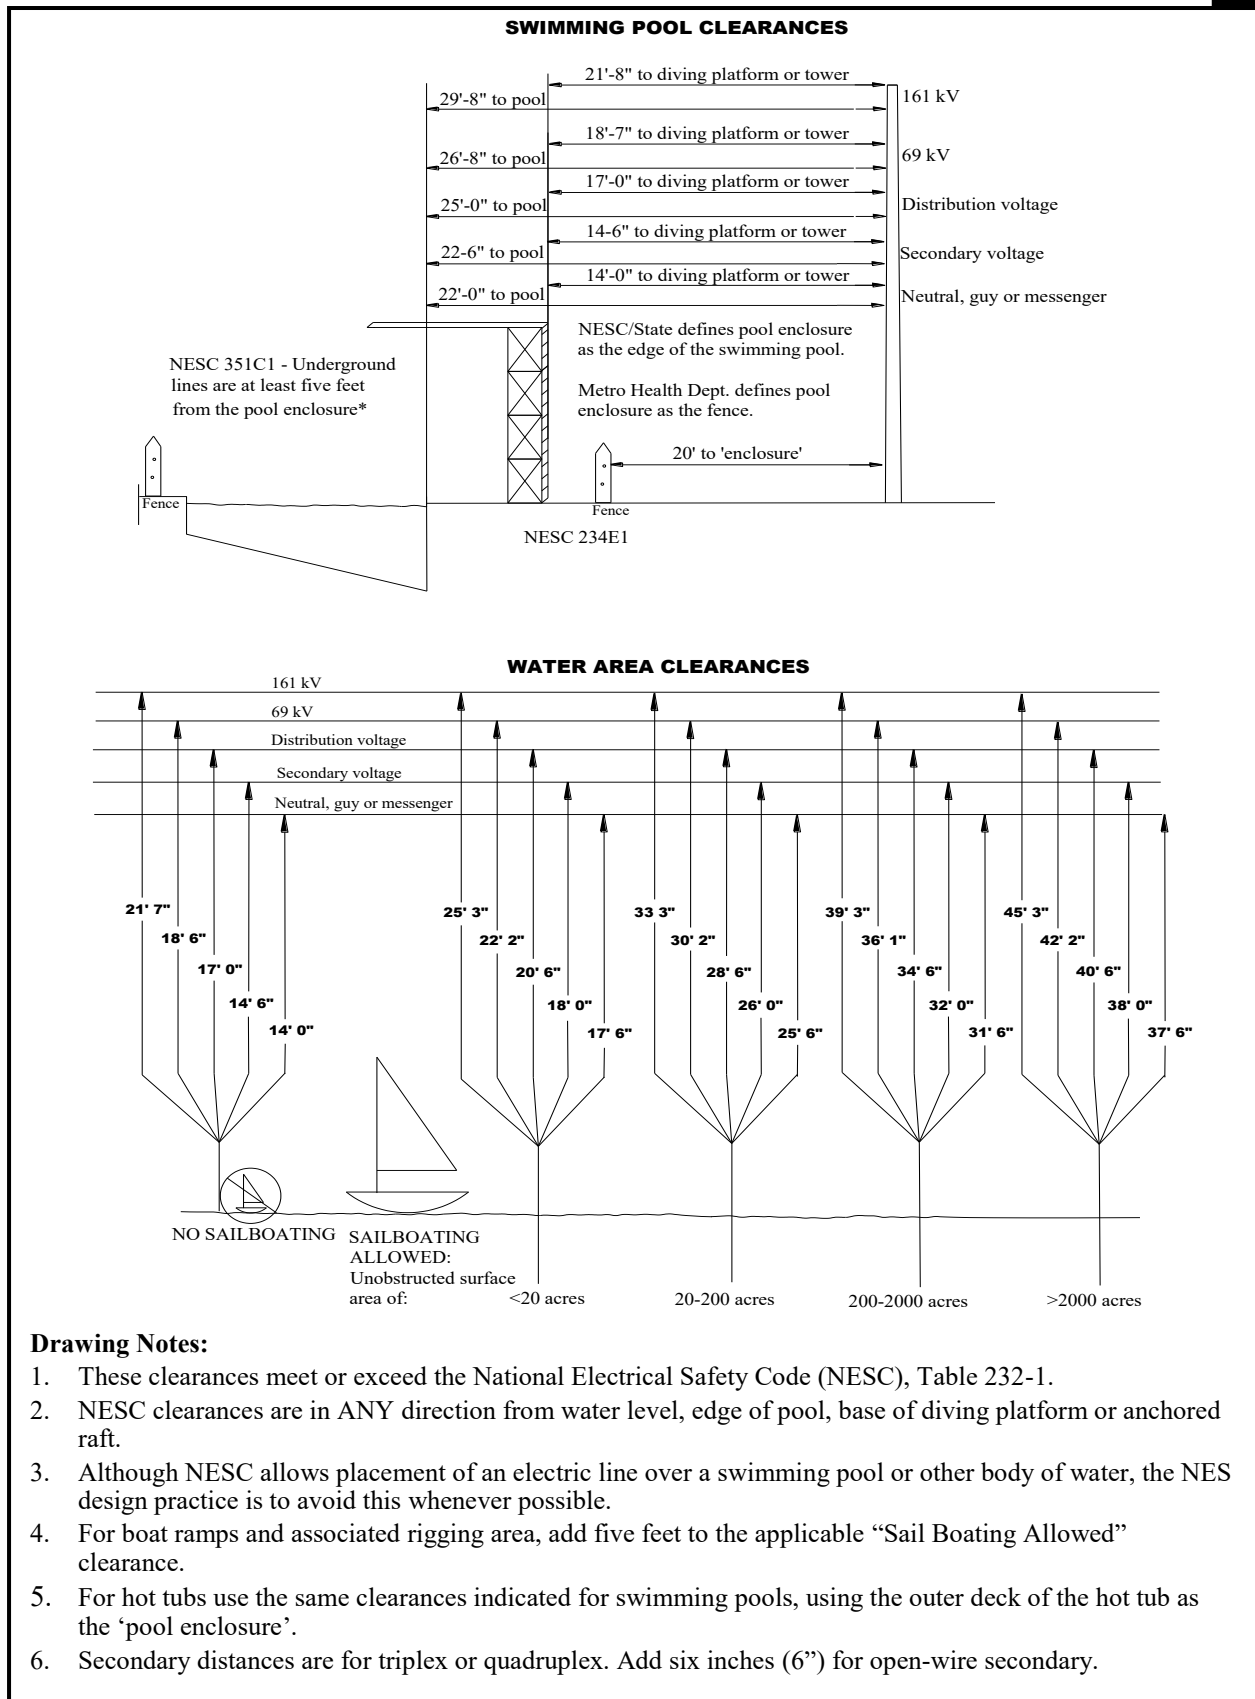 SWIMMING POOL CLEARANCES
21'-8" to diving platform or tower
29'-8" to pool
161 kV
18'-7" to diving platform or tower
26'-8" to pool
69 kV
17'-0" to diving platform or tower
25'-0" to pool
Distribution voltage
14-6" to diving platform or tower
22-6" to pool
Secondary voltage
14'-0" to diving platform or tower
22'-0" to pool
Neutral, guy or messenger
NESC/State defines pool enclosure
as the edge of the swimming pool.
NESC 351C1 - Underground
lines are at least five feet
from the pool enclosure*
Metro Health Dept. defines pool
enclosure as the fence.
20' to 'enclosure'
Fence
Fence
NESC 234E1
WATER AREA CLEARANCES
161 kV
69 kV
Distribution voltage
Secondary voltage
Neutral, guy or messenger
21' 7"
18' 6"
17' 0"
14' 6"
14' 0"
25' 3"
22' 2"
20' 6"
18' 0"
17' 6"
33 3"
30' 2"
28' 6"
26' 0"
25' 6"
39' 3"
36' 1"
34' 6"
32' 0"
31' 6"
45' 3"
42' 2"
40' 6"
38' 0"
37' 6"
NO SAILBOATING
SAILBOATING
ALLOWED:
Unobstructed surface
area of:
<20 acres
20-200 acres
200-2000 acres
>2000 acres
Drawing Notes:
1. These clearances meet or exceed the National Electrical Safety Code (NESC), Table 232-1.
2. NESC clearances are in ANY direction from water level, edge of pool, base of diving platform or anchored
raft.
3. Although NESC allows placement of an electric line over a swimming pool or other body of water, the NES
design practice is to avoid this whenever possible.
4. For boat ramps and associated rigging area, add five feet to the applicable “Sail Boating Allowed”
clearance.
5. For hot tubs use the same clearances indicated for swimming pools, using the outer deck of the hot tub as
the ‘pool enclosure’.
6. Secondary distances are for triplex or quadruplex. Add six inches (6”) for open-wire secondary.